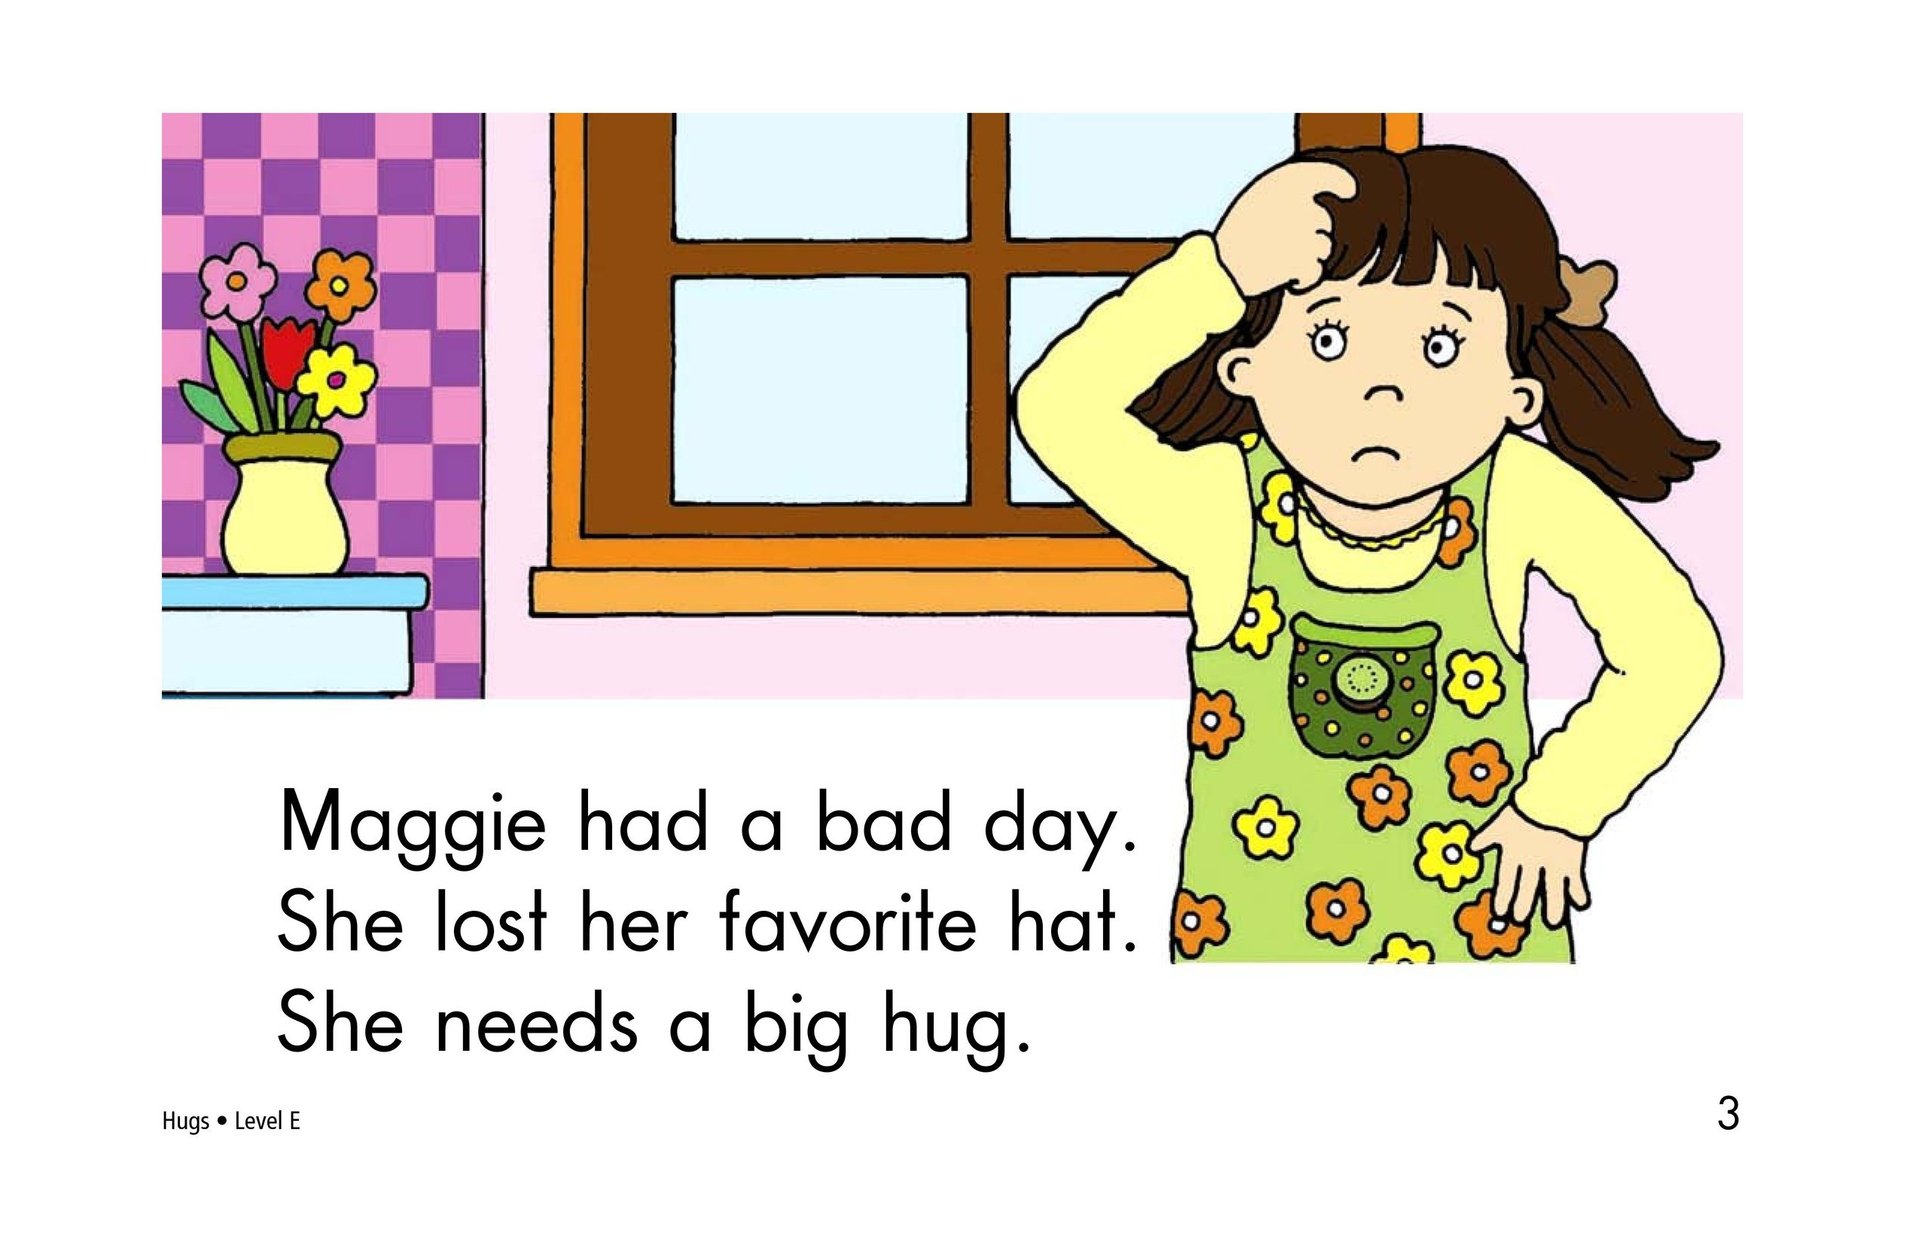 Maggie had a bad day.
She lost her favorite hat.
She needs a big hug.
Hugs • Level E
3